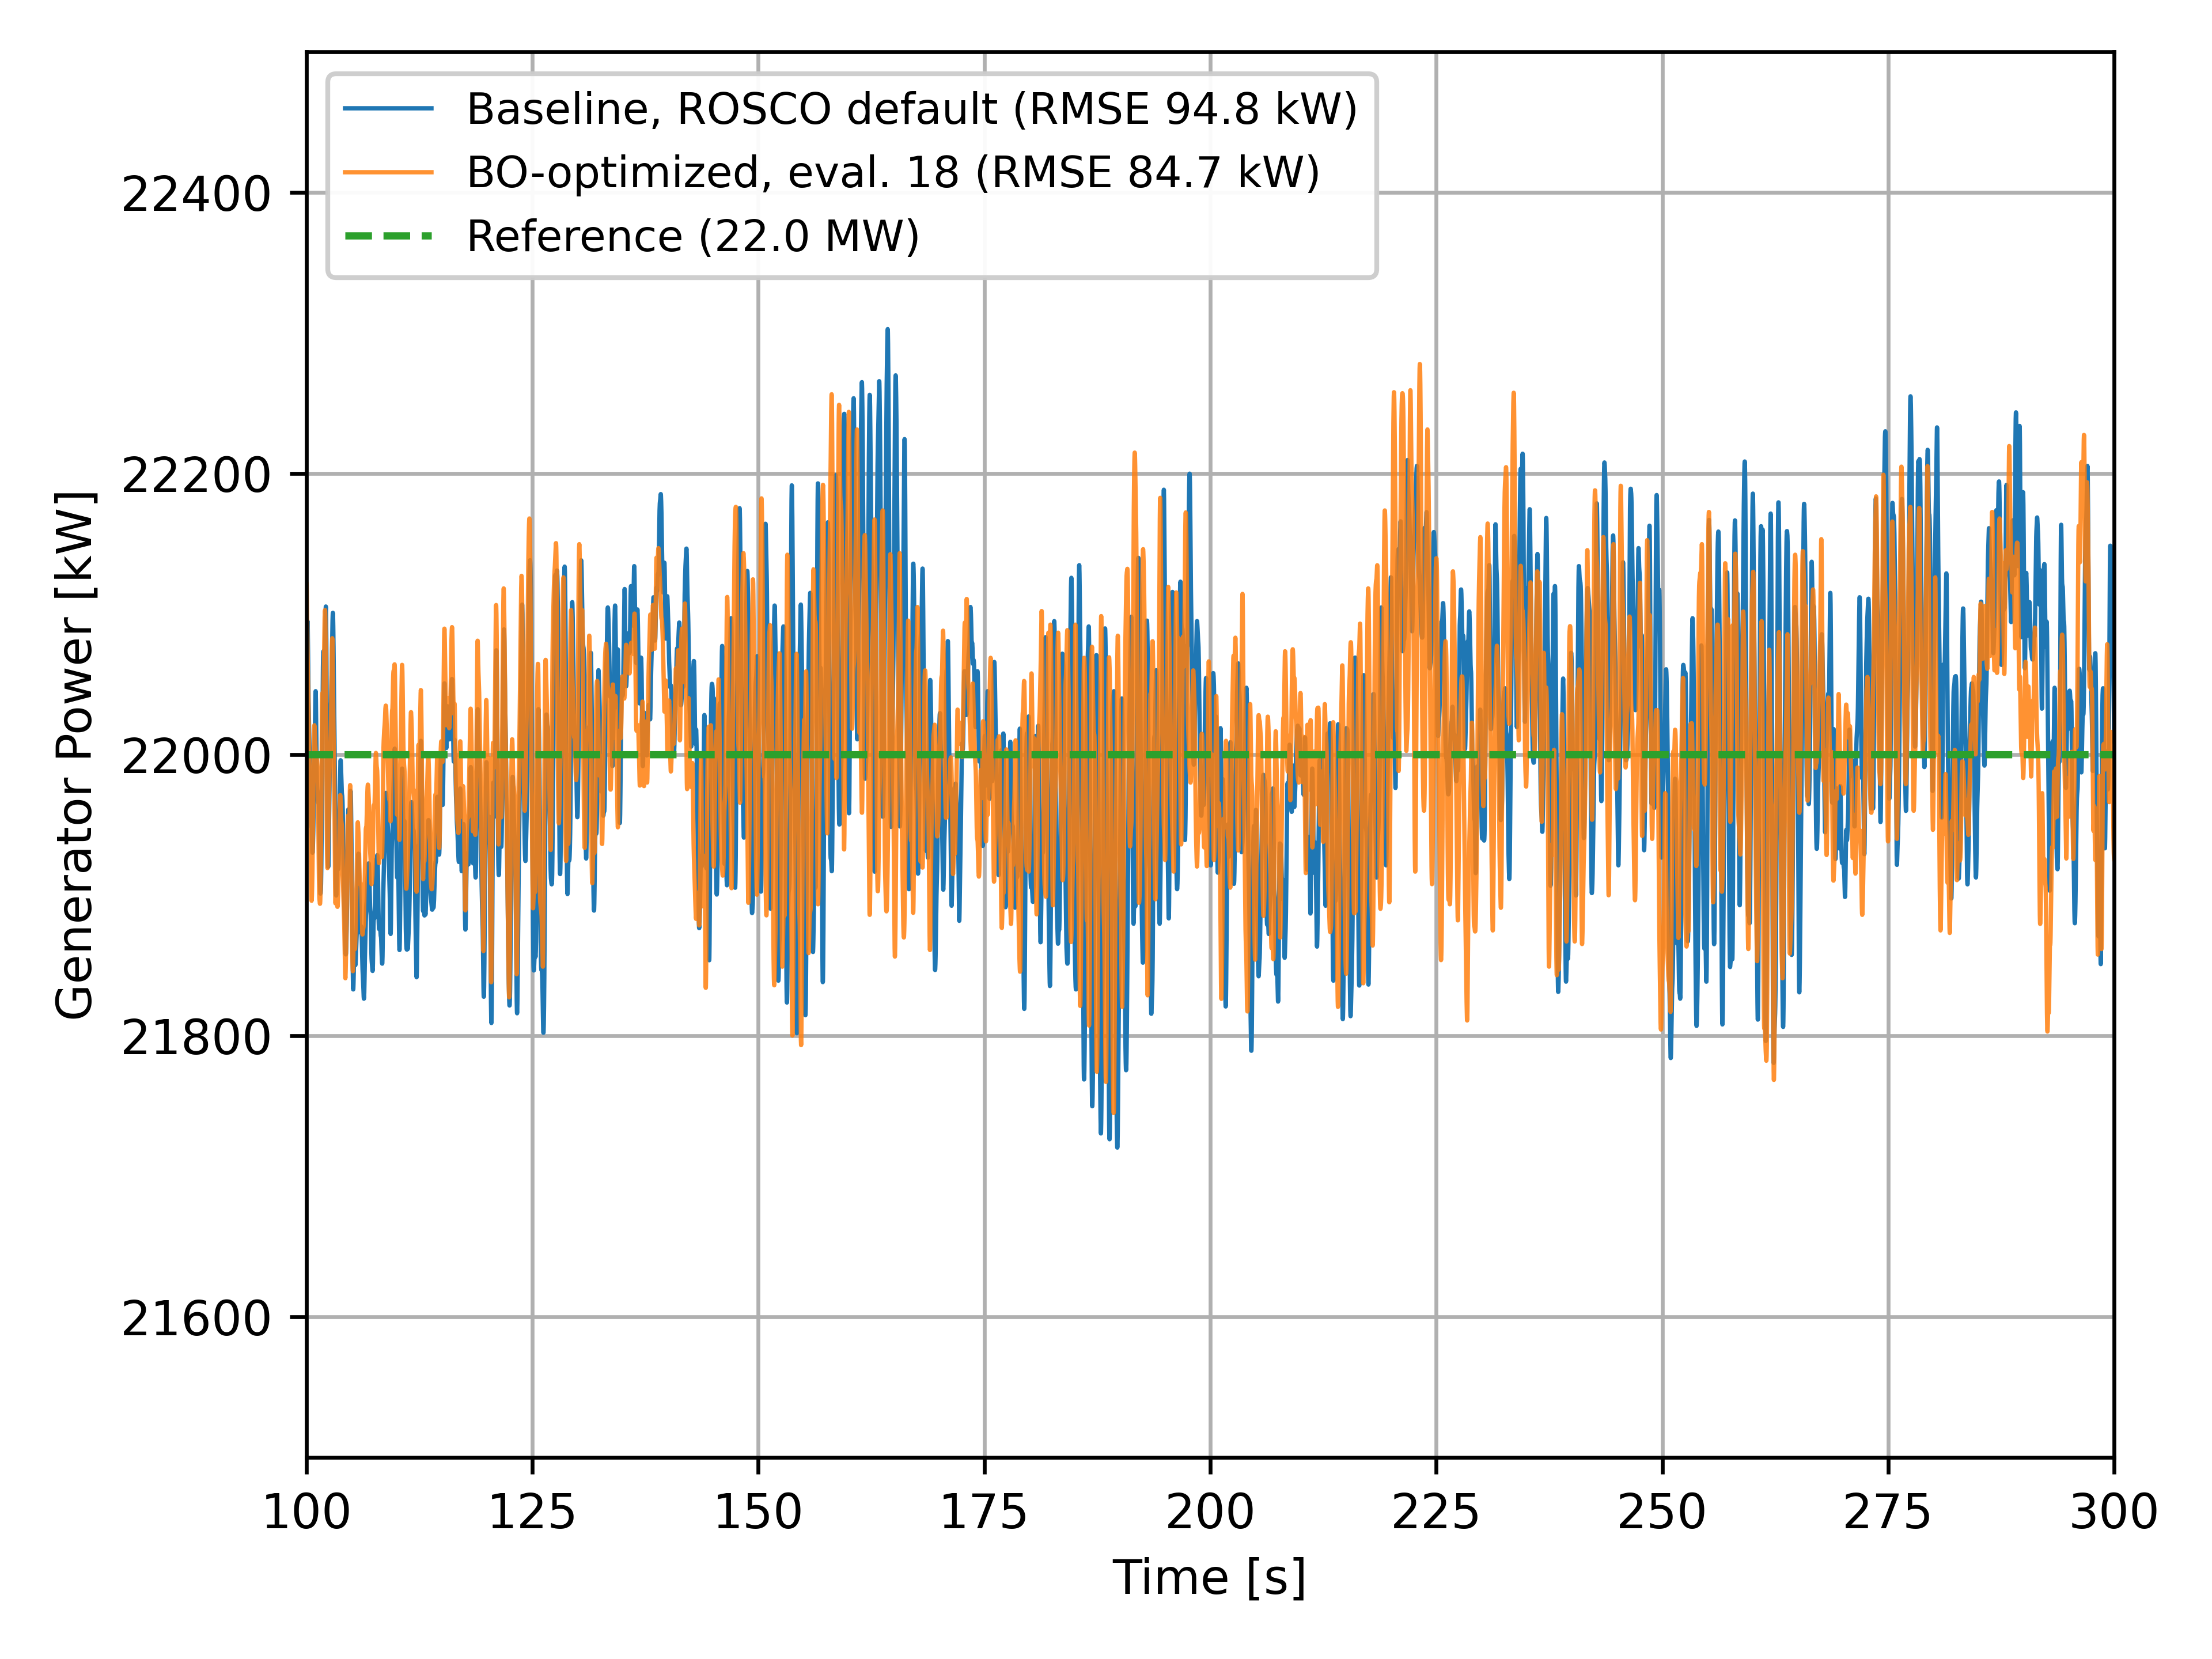 Baseline, ROSCO default (RMSE 94.8 kW)
BO-optimized, eval. 18 (RMSE 84.7 kW)
Reference (22.0 MW)
22400
22200
22000
21800
21600
Generator Power [kW]
100 125 150 175 200 225 250 275 300
Time [s]